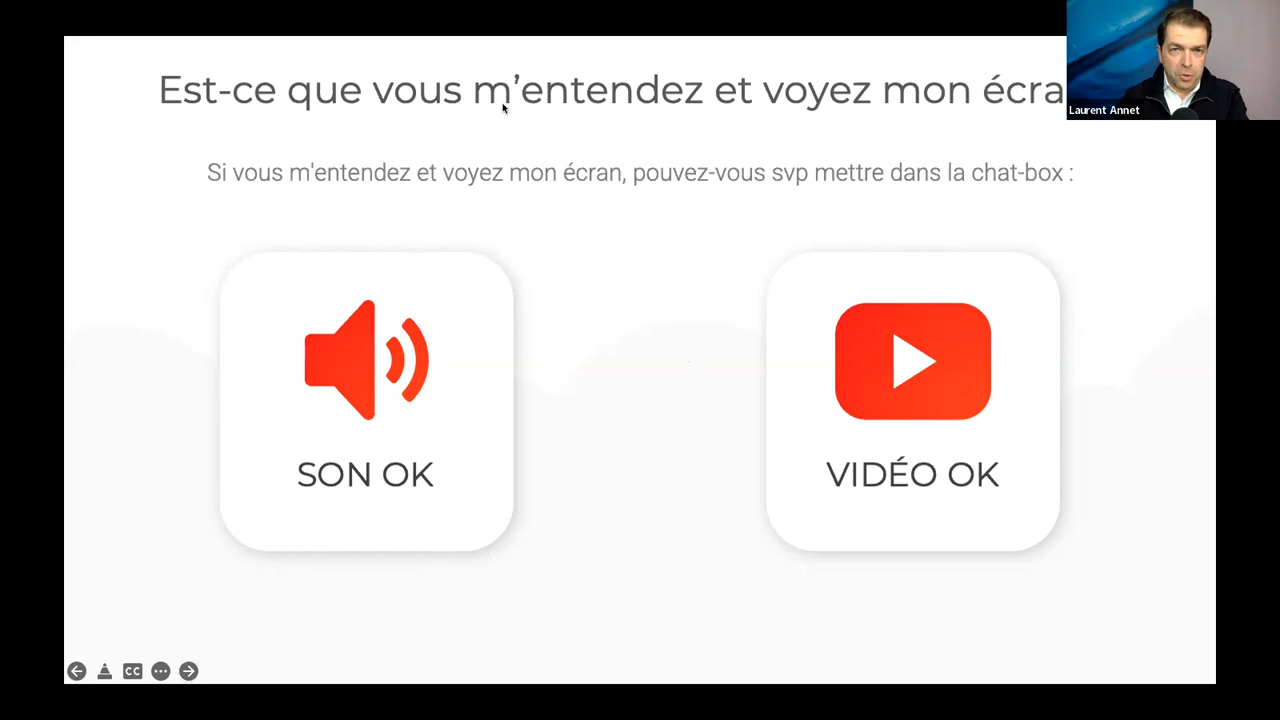 Est-ce que vous m’entendez et voyez mon
Laurent Annet
Si vous m'entendez et voyez mon écran, pouvez-vous svp mettre dans la chat-box :
SON OK
VIDÉO OK
CC